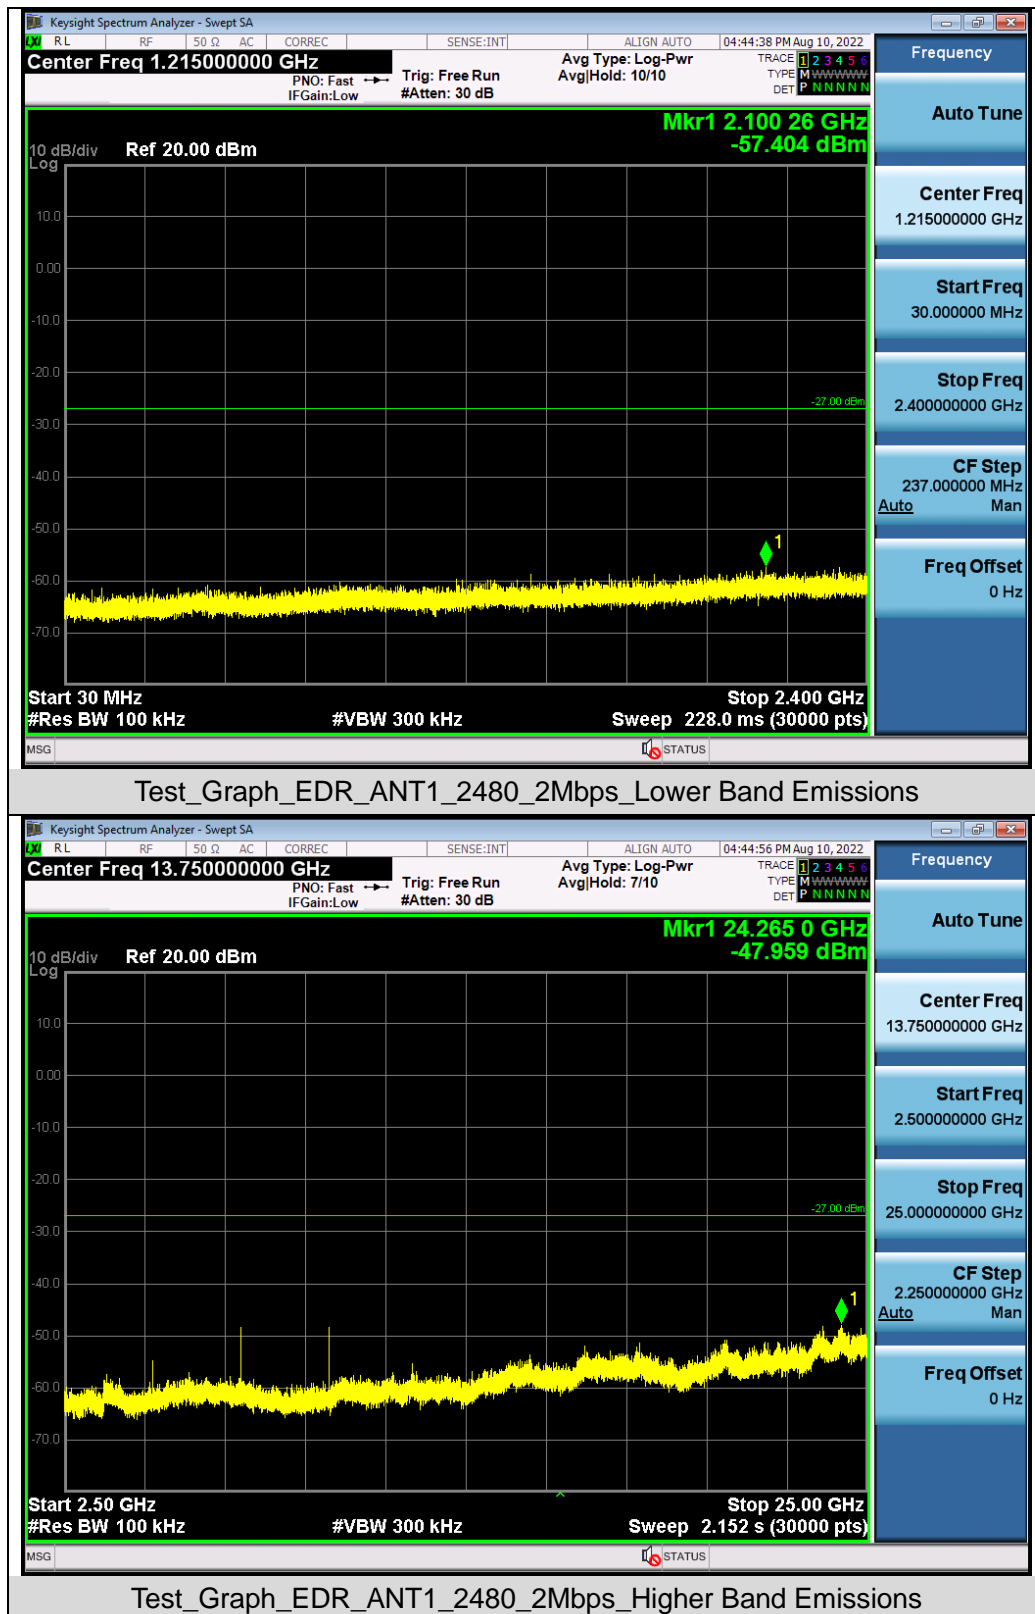 Keysight Spectrum Analyzer - Swept SA
LXI RL RF 50 Ω AC CORREC SENSE:INT ALIGN AUTO 04:44:38 PM Aug 10, 2022
Center Freq 1.215000000 GHz
PNO: Fast
IFGain:Low
Trig: Free Run
#Atten: 30 dB
Avg Type: Log-Pwr
Avg|Hold: 10/10
TRACE 1 2 3 4 5 6
TYPE M W W W W W
DET P N N N N N
Mkr1 2.100 26 GHz
-57.404 dBm
10 dB/div Ref 20.00 dBm
Log
10.0
0.00
-10.0
-20.0
-27.00 dBm
-30.0
-40.0
-50.0
1
-60.0
-70.0
Start 30 MHz Stop 2.400 GHz
#Res BW 100 kHz #VBW 300 kHz Sweep 228.0 ms (30000 pts)
MSG STATUS
Frequency
Auto Tune
Center Freq
1.215000000 GHz
Start Freq
30.000000 MHz
Stop Freq
2.400000000 GHz
CF Step
237.000000 MHz
Auto Man
Freq Offset
0 Hz
Test_Graph_EDR_ANT1_2480_2Mbps_Lower Band Emissions
Keysight Spectrum Analyzer - Swept SA
LXI RL RF 50 Ω AC CORREC SENSE:INT ALIGN AUTO 04:44:56 PM Aug 10, 2022
Center Freq 13.750000000 GHz
PNO: Fast
IFGain:Low
Trig: Free Run
#Atten: 30 dB
Avg Type: Log-Pwr
Avg|Hold: 7/10
TRACE 1 2 3 4 5 6
TYPE M W W W W W
DET P N N N N N
Mkr1 24.265 0 GHz
-47.959 dBm
10 dB/div Ref 20.00 dBm
Log
10.0
0.00
-10.0
-20.0
-27.00 dBm
-30.0
-40.0
1
-50.0
-60.0
-70.0
Start 2.50 GHz Stop 25.00 GHz
#Res BW 100 kHz #VBW 300 kHz Sweep 2.152 s (30000 pts)
MSG STATUS
Frequency
Auto Tune
Center Freq
13.750000000 GHz
Start Freq
2.500000000 GHz
Stop Freq
25.000000000 GHz
CF Step
2.250000000 GHz
Auto Man
Freq Offset
0 Hz
Test_Graph_EDR_ANT1_2480_2Mbps_Higher Band Emissions